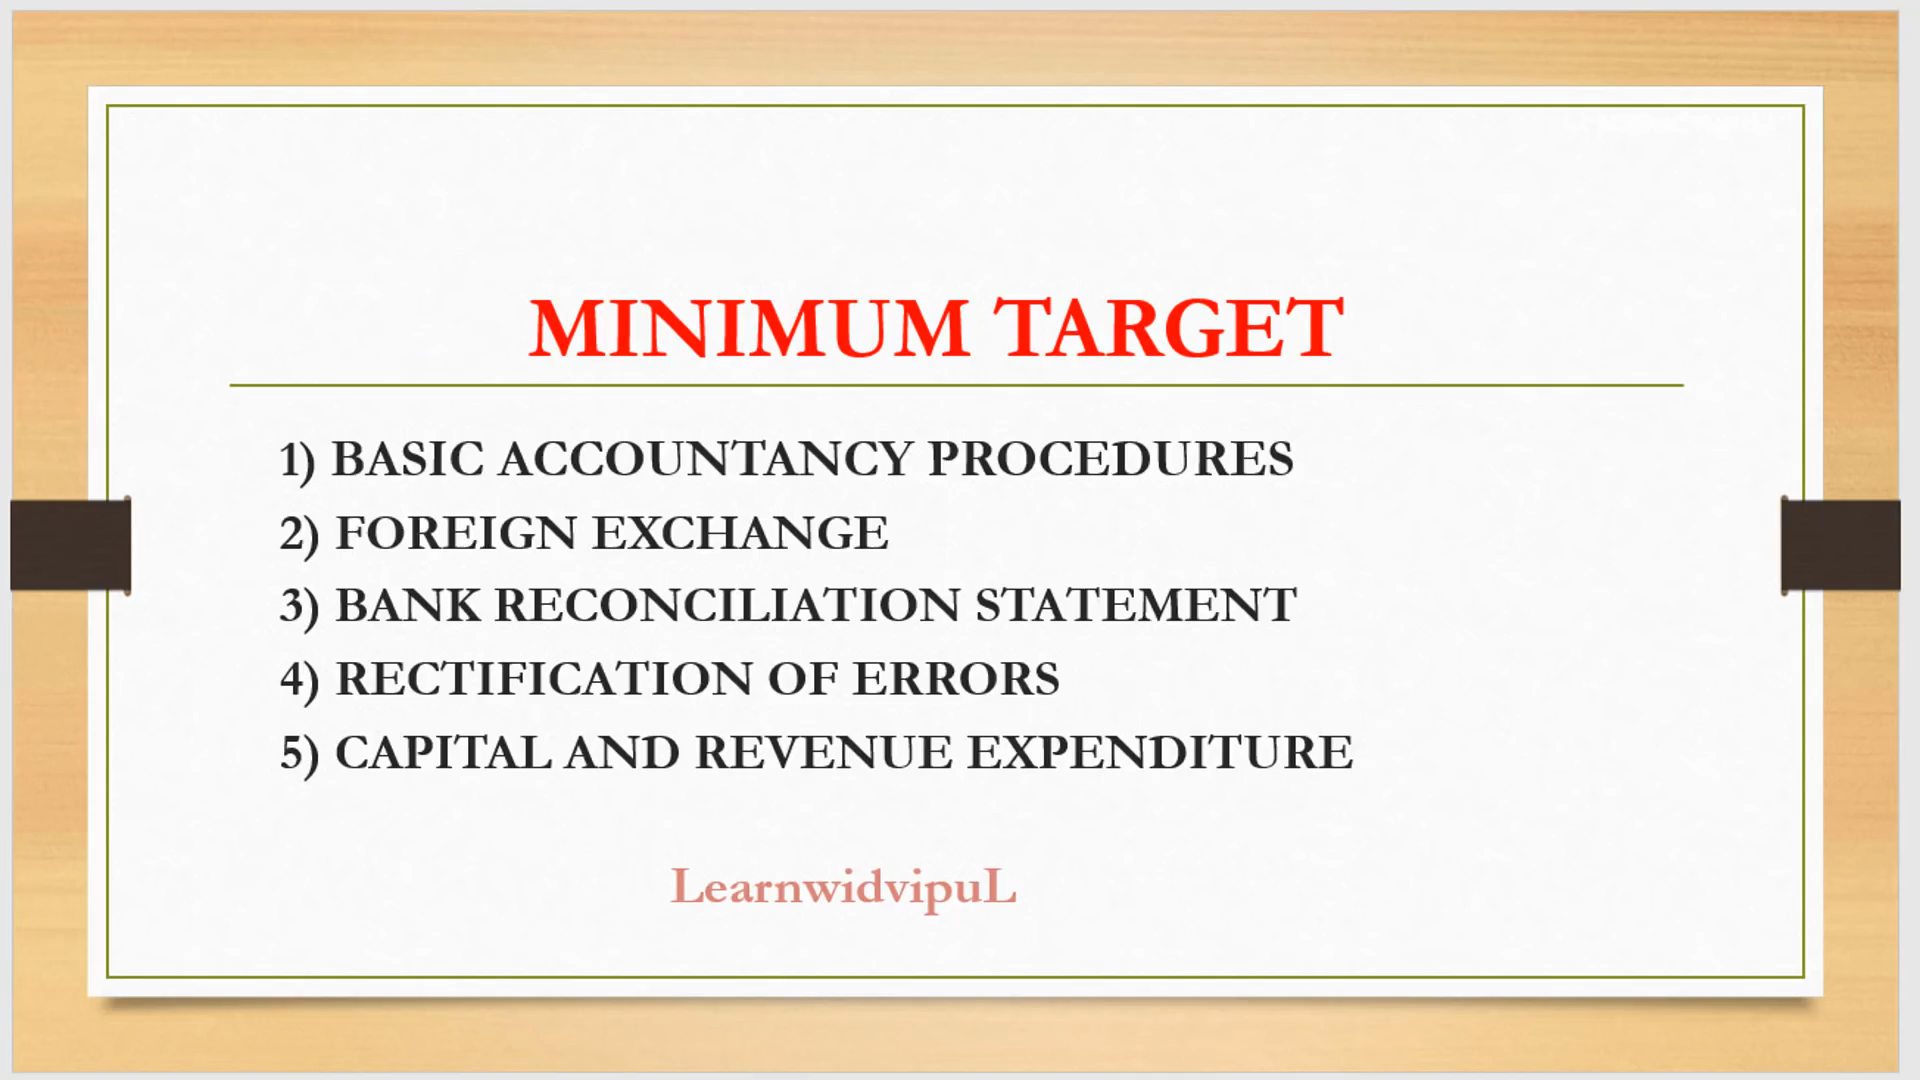 MINIMUM TARGET
1) BASIC ACCOUNTANCY PROCEDURES
2) FOREIGN EXCHANGE
3) BANK RECONCILIATION STATEMENT
4) RECTIFICATION OF ERRORS
5) CAPITAL AND REVENUE EXPENDITURE
LearnwidvipuL